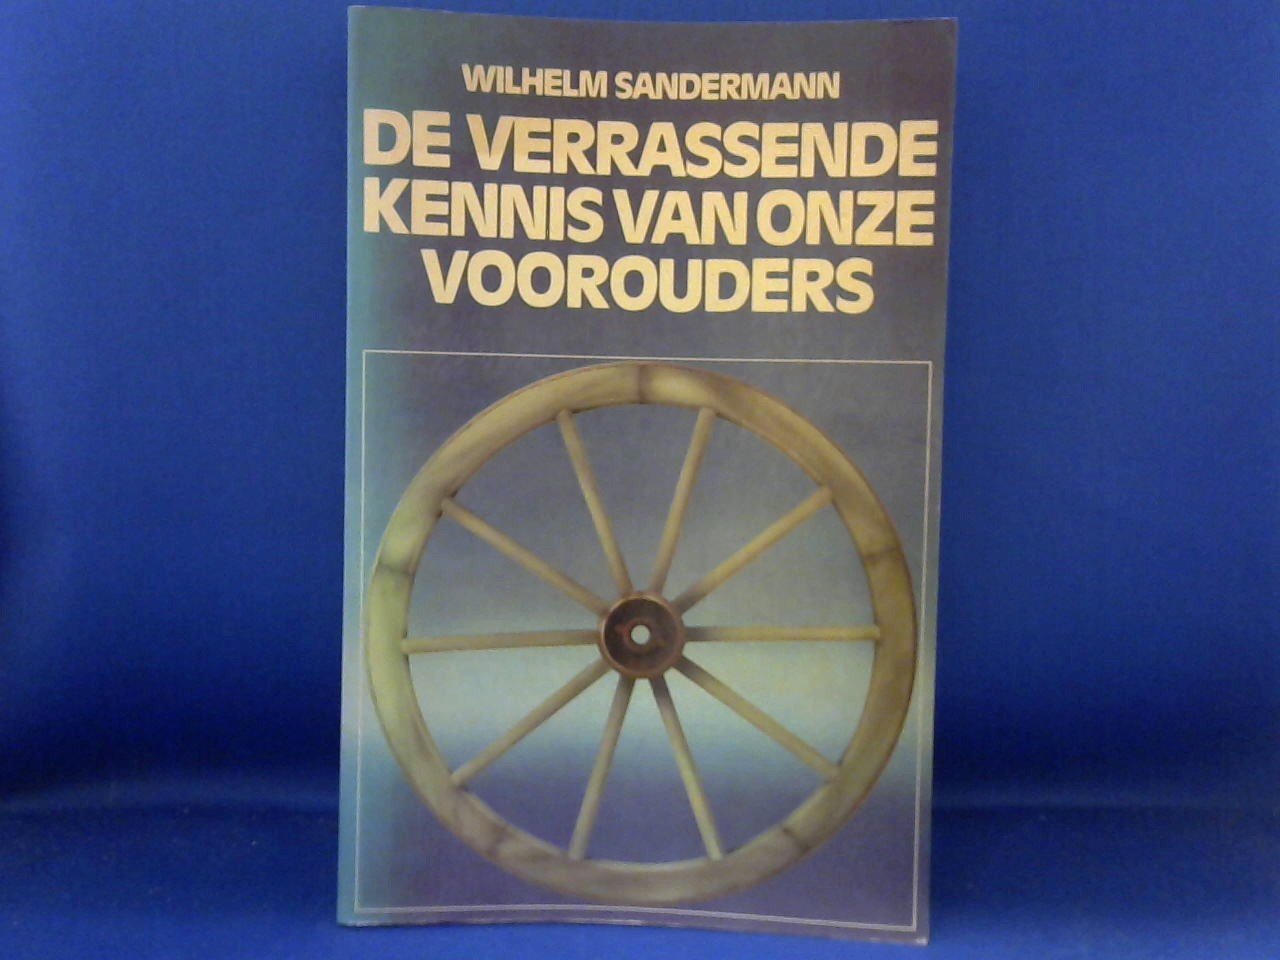 WILHELM SANDERMANN
DE VERRASSENDE
KENNIS VAN ONZE
VOOROUDERS